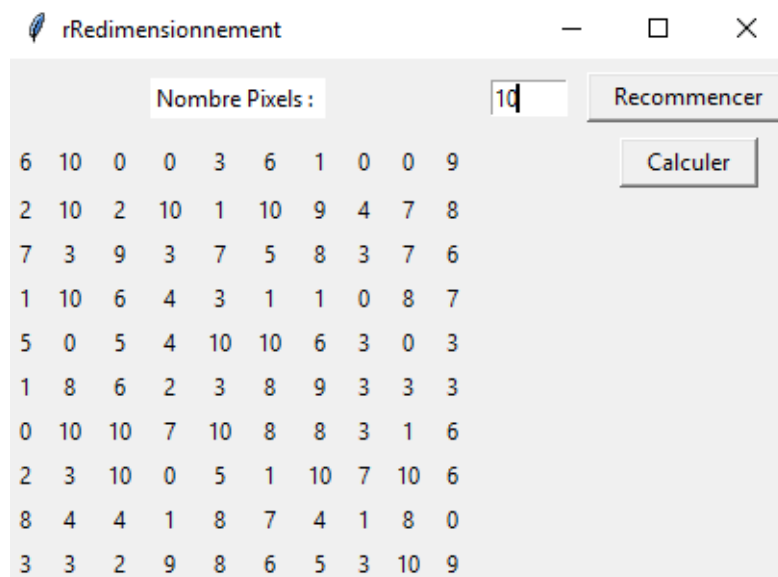 rRedimensionnement
Nombre Pixels : 10 Recommencer
6 10 0 0 3 6 1 0 0 9 Calculer
2 10 2 10 1 10 9 4 7 8
7 3 9 3 7 5 8 3 7 6
1 10 6 4 3 1 1 0 8 7
5 0 5 4 10 10 6 3 0 3
1 8 6 2 3 8 9 3 3 3
0 10 10 7 10 8 8 3 1 6
2 3 10 0 5 1 10 7 10 6
8 4 4 1 8 7 4 1 8 0
3 3 2 9 8 6 5 3 10 9